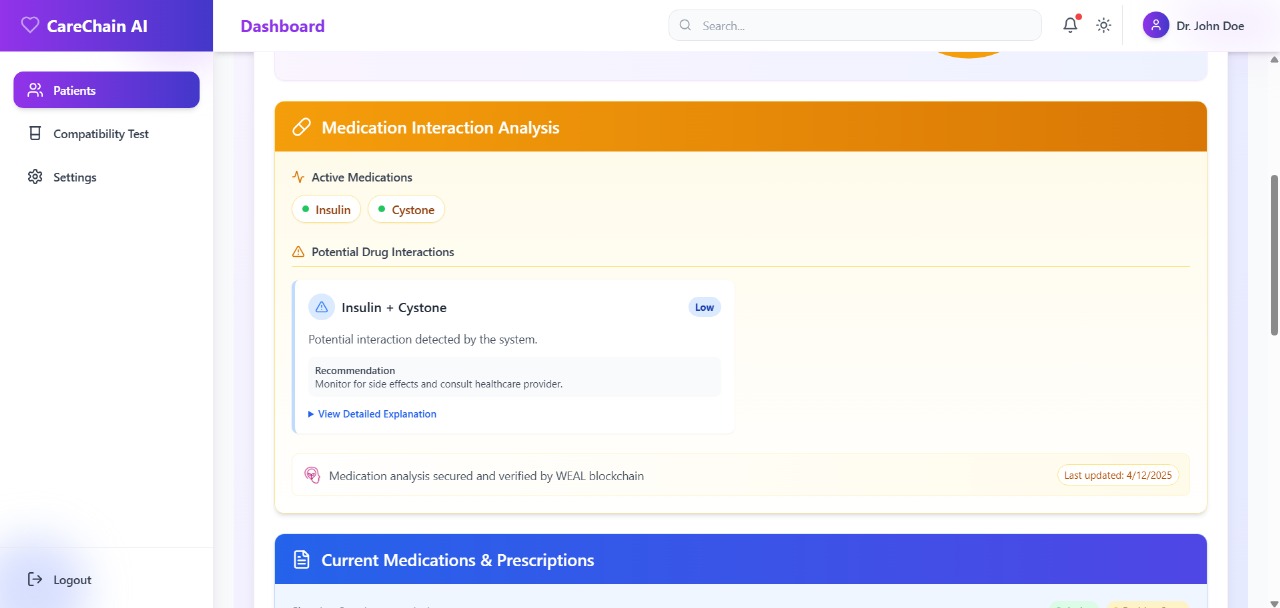 CareChain AI
Dashboard
Search...
Dr. John Doe
Patients
Compatibility Test
Settings
Logout
Medication Interaction Analysis
Active Medications
Insulin
Cystone
Potential Drug Interactions
Insulin + Cystone
Low
Potential interaction detected by the system.
Recommendation
Monitor for side effects and consult healthcare provider.
View Detailed Explanation
Medication analysis secured and verified by WEAL blockchain
Last updated: 4/12/2025
Current Medications & Prescriptions